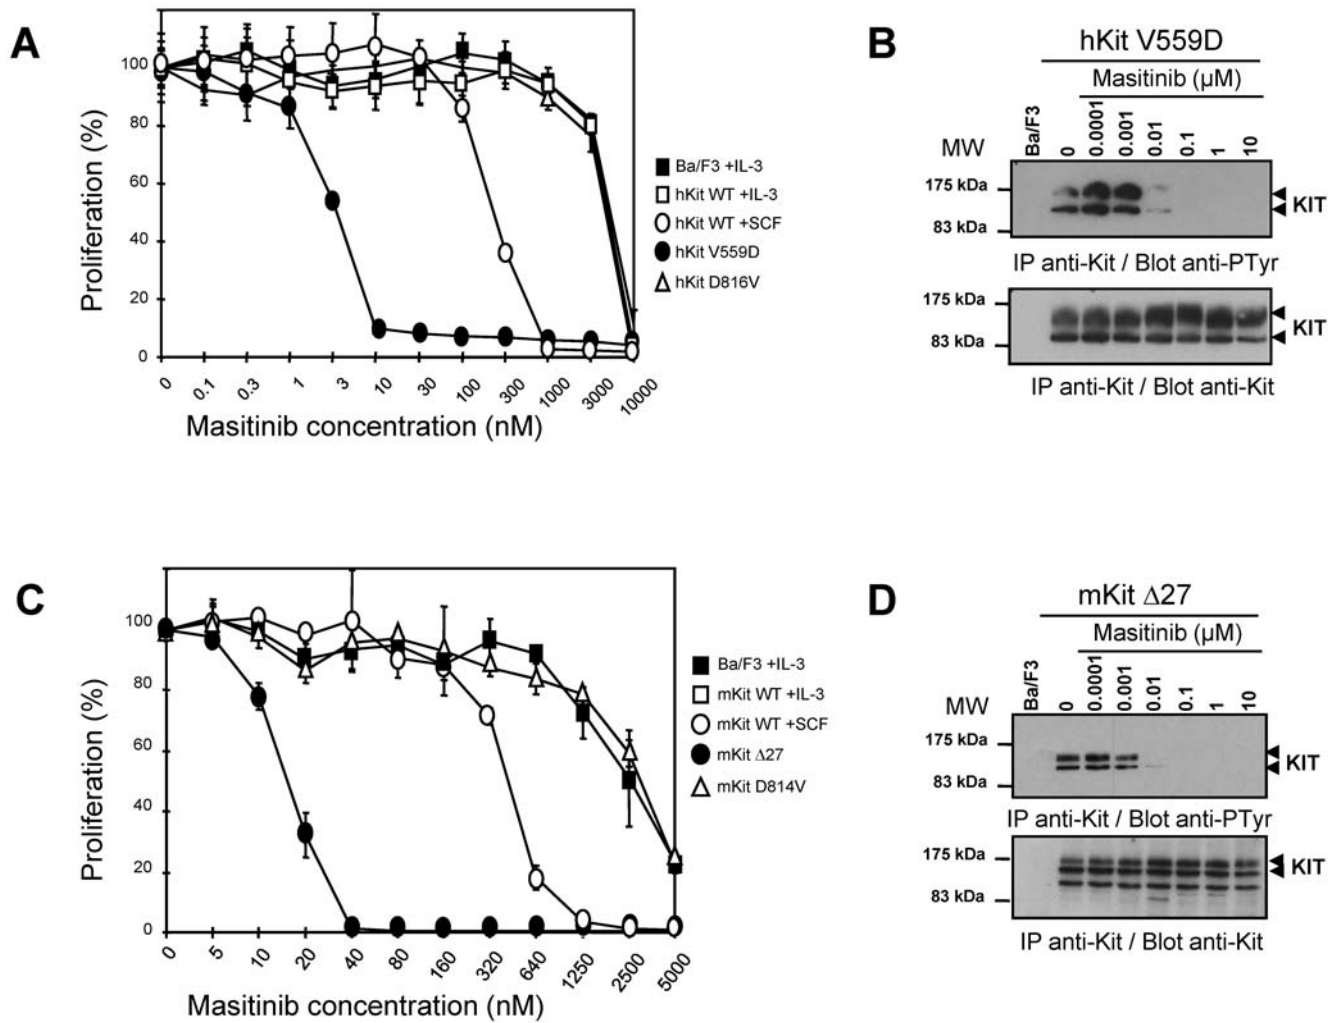 A
100
80
60
40
20
0
Proliferation (%)
0 0.1 0.3 1 3 10 30 100 300 1000 3000 10000
Masitinib concentration (nM)
Ba/F3 +IL-3
hKit WT +IL-3
hKit WT +SCF
hKit V559D
hKit D816V
B
hKit V559D
Masitinib (µM)
MW Ba/F3 0 0.0001 0.001 0.01 0.1 1 10
175 kDa
KIT
83 kDa
IP anti-Kit / Blot anti-PTyr
175 kDa
KIT
83 kDa
IP anti-Kit / Blot anti-Kit
C
100
80
60
40
20
0
Proliferation (%)
0 5 10 20 40 80 160 320 640 1250 2500 5000
Masitinib concentration (nM)
Ba/F3 +IL-3
mKit WT +IL-3
mKit WT +SCF
mKit Δ27
mKit D814V
D
mKit Δ27
Masitinib (µM)
MW Ba/F3 0 0.0001 0.001 0.01 0.1 1 10
175 kDa
KIT
83 kDa
IP anti-Kit / Blot anti-PTyr
175 kDa
KIT
83 kDa
IP anti-Kit / Blot anti-Kit